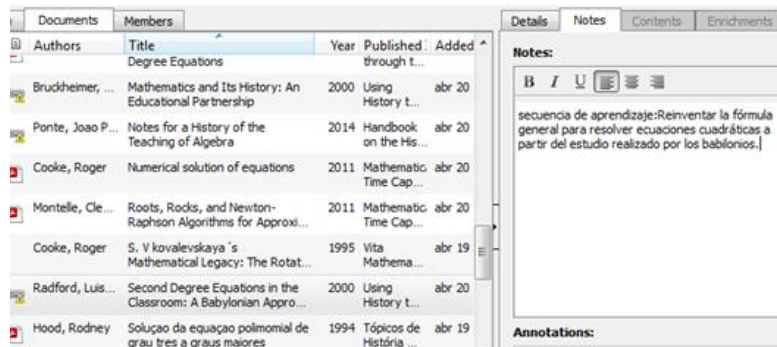 Documents Members
Authors Title Year Published Added
Degree Equations through t...
Bruckheimer, ... Mathematics and Its History: An 2000 Using abr 20
Educational Partnership History t...
Ponte, Joao P... Notes for a History of the 2014 Handbook abr 20
Teaching of Algebra on the His...
Cooke, Roger Numerical solution of equations 2011 Mathematic abr 20
Time Cap...
Montelle, Cle... Roots, Rocks, and Newton- 2011 Mathematic abr 20
Raphson Algorithms for Approxi... Time Cap...
Cooke, Roger S. V kovalevskaya ´s 1995 Vita abr 19
Mathematical Legacy: The Rotat... Mathema...
Radford, Luis... Second Degree Equations in the 2000 Using abr 20
Classroom: A Babylonian Appro... History t...
Hood, Rodney Soluçao da equaçao polimomial de 1994 Tópicos de abr 19
grau tres a graus maiores História ...
Details Notes Contents Enrichments
Notes:
B I U
secuencia de aprendizaje:Reinventar la fórmula
general para resolver ecuaciones cuadráticas a
partir del estudio realizado por los babilonios.
Annotations: